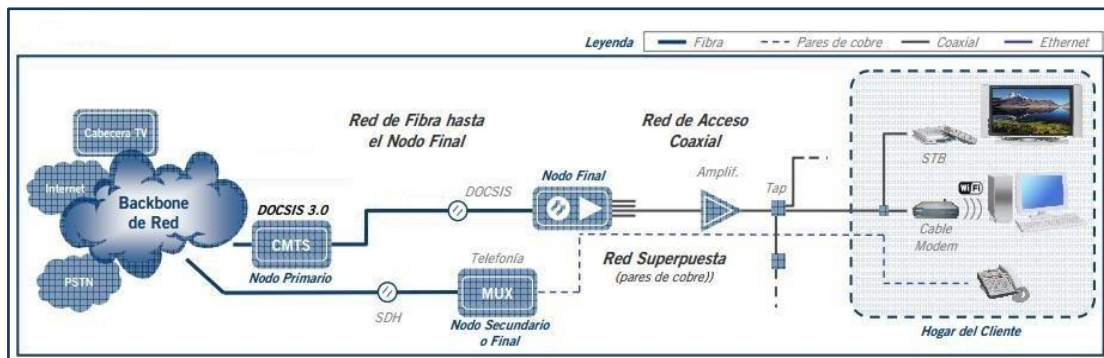 Leyenda Fibra Pares de cobre Coaxial Ethernet
Cabecera TV
Internet
Backbone
de Red
PSTN
Red de Fibra hasta
el Nodo Final
DOCSIS 3.0
CMTS
Nodo Primario
DOCSIS
Nodo Final
Telefonía
MUX
SDH
Nodo Secundario
o Final
Red de Acceso
Coaxial
Amplif.
Tap
Red Superpuesta
(pares de cobre))
STB
WiFi
Cable
Modem
Hogar del Cliente